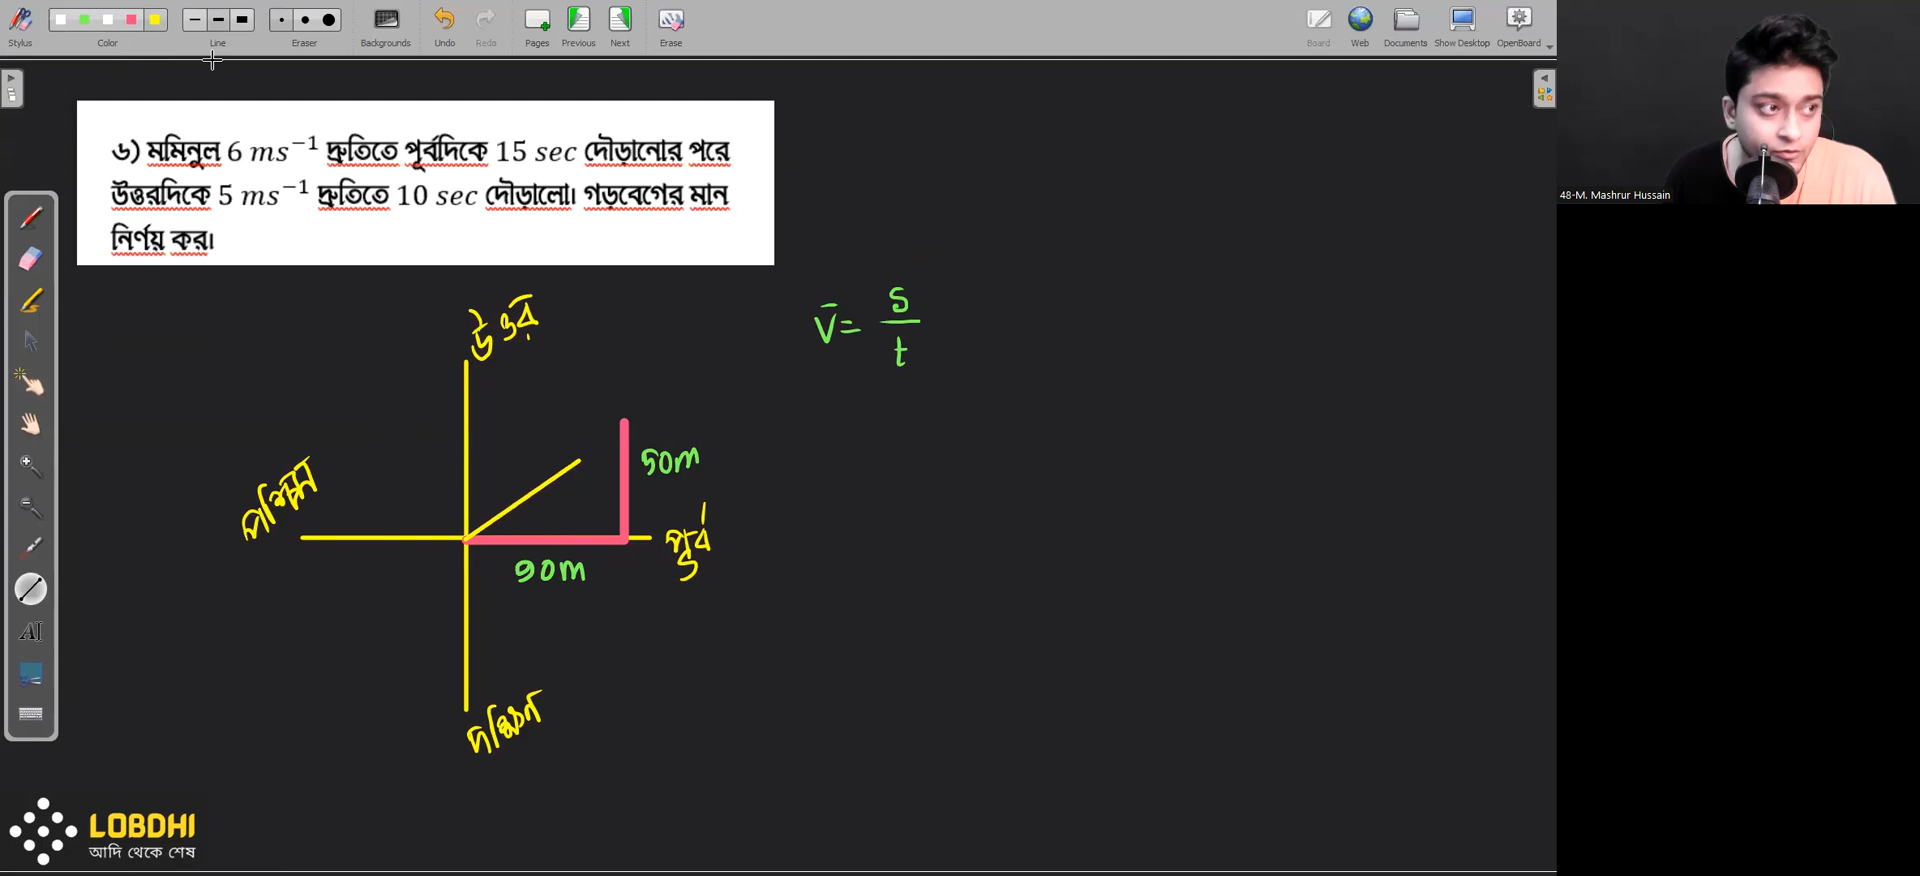 Stylus
Color
Line
Eraser
Backgrounds
Undo
Redo
Pages
Previous
Next
Erase
Board
Web
Documents
Show Desktop
OpenBoard
48-M. Mashrur Hussain
৬) মমিনুল 6 ms⁻¹ দ্রুতিতে পূর্বদিকে 15 sec দৌড়ানোর পরে
উত্তরদিকে 5 ms⁻¹ দ্রুতিতে 10 sec দৌড়ালো। গড়বেগের মান
নির্ণয় কর।
উত্তর
v̄ = s/t
50m
পশ্চিম
পূর্ব
90m
দক্ষিণ
AI
LOBDHI
আদি থেকে শেষ